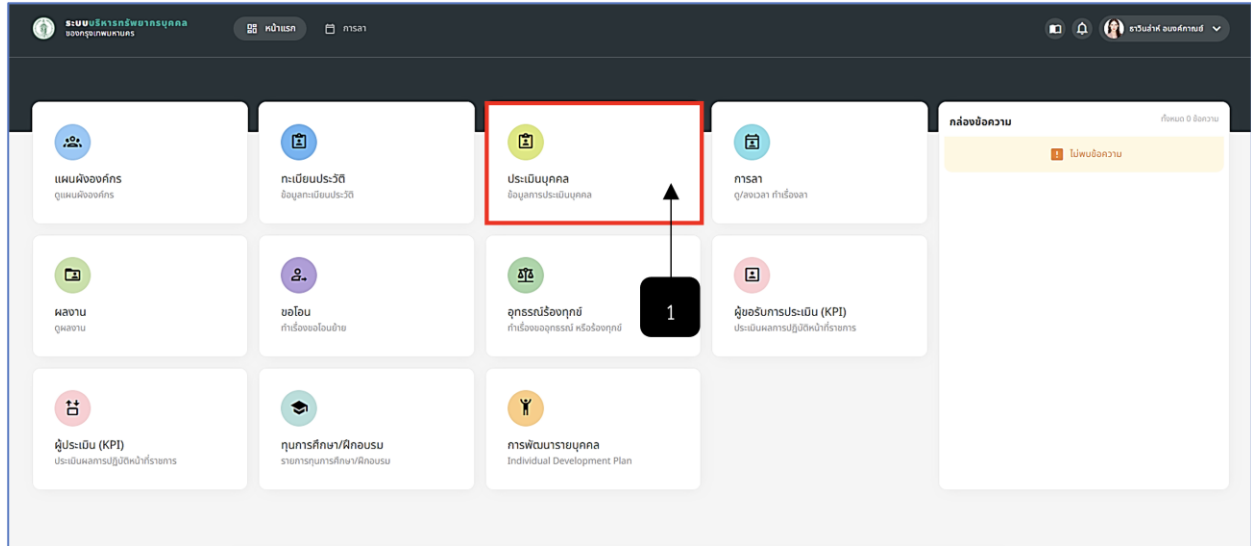 ระบบบริหารทรัพยากรบุคคล
ของกรุงเทพมหานคร
หน้าแรก
การลา
ธาวินส่าห์ อบงค์กาณต์
แผนผังองค์กร
ดูแผนผังองค์กร
ทะเบียนประวัติ
ข้อมูลทะเบียนประวัติ
ประเมินบุคคล
ข้อมูลการประเมินบุคคล
การลา
ดู/ลงเวลา ทำเรื่องลา
กล่องข้อความ
ทั้งหมด 0 ข้อความ
ไม่พบข้อความ
ผลงาน
ดูผลงาน
ขอโอน
ทำเรื่องขอโอนย้าย
อุทธรณ์ร้องทุกข์
ทำเรื่องขออุทธรณ์ หรือร้องทุกข์
1
ผู้ขอรับการประเมิน (KPI)
ประเมินผลการปฏิบัติหน้าที่ราชการ
ผู้ประเมิน (KPI)
ประเมินผลการปฏิบัติหน้าที่ราชการ
ทุนการศึกษา/ฝึกอบรม
รายการทุนการศึกษา/ฝึกอบรม
การพัฒนารายบุคคล
Individual Development Plan